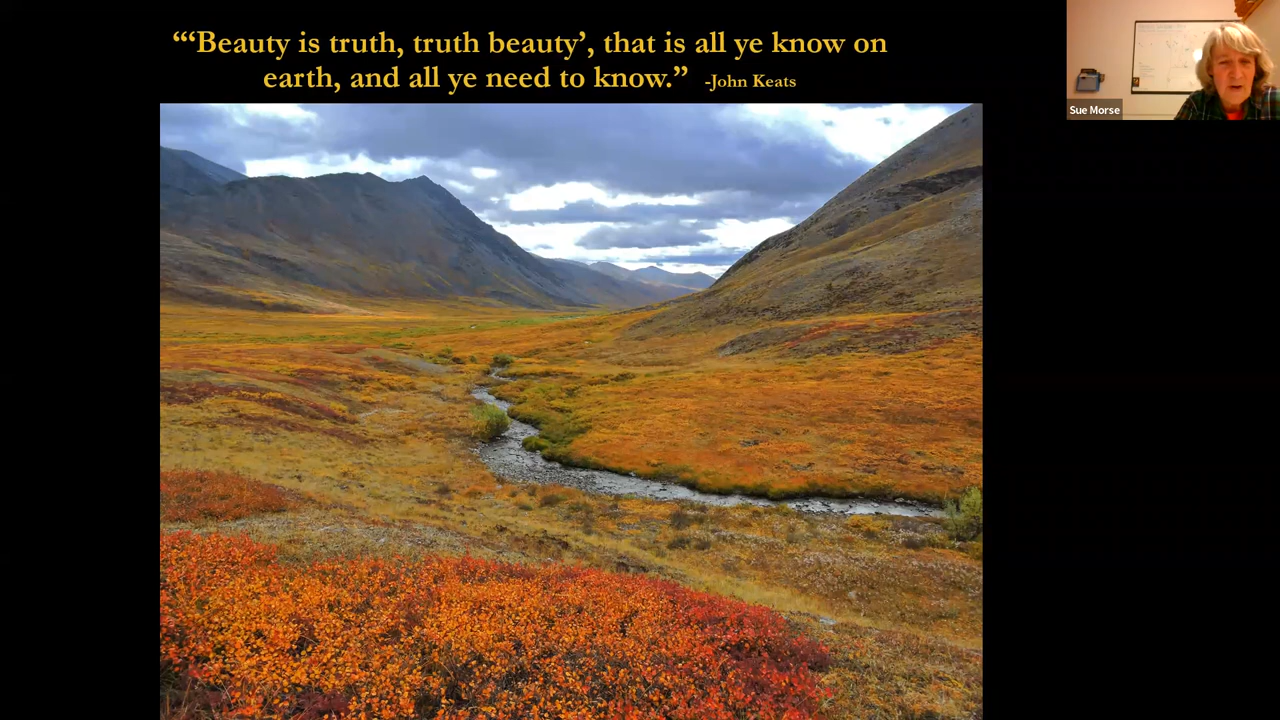 “‘Beauty is truth, truth beauty’, that is all ye know on
earth, and all ye need to know.” -John Keats
Sue Morse